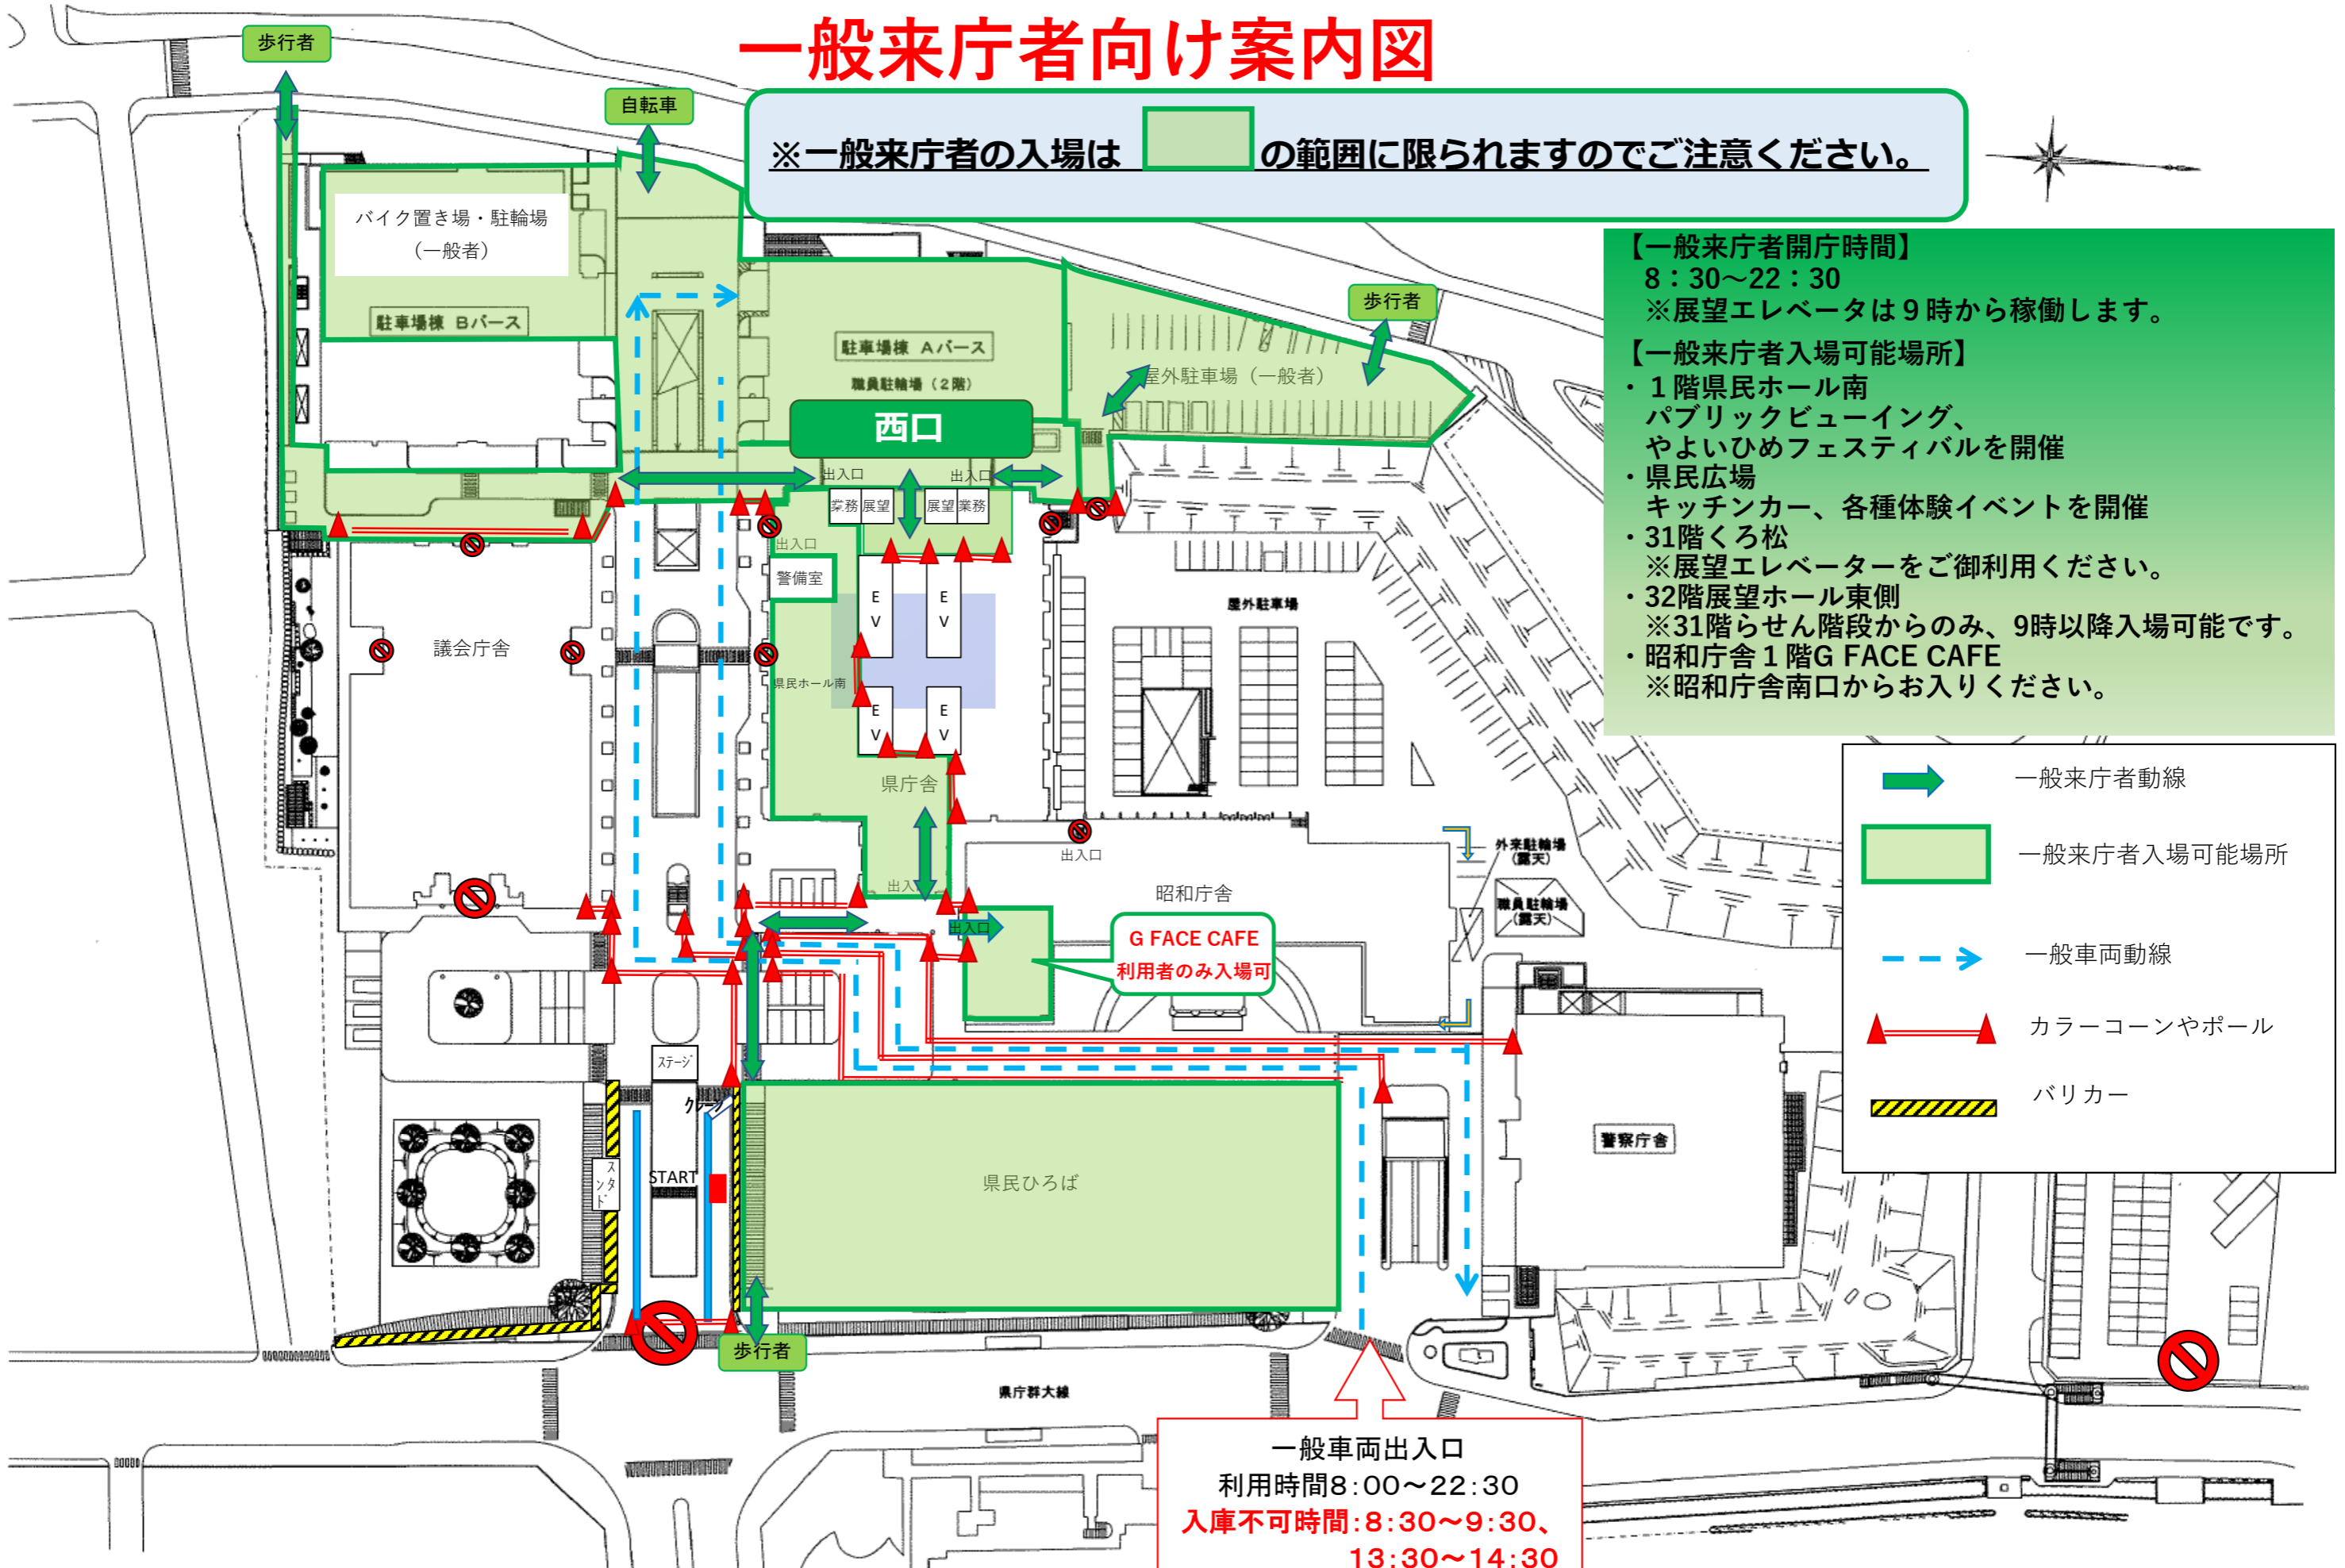 一般来庁者向け案内図
歩行者
自転車
※一般来庁者の入場は の範囲に限られますのでご注意ください。
バイク置き場・駐輪場
(一般者)
駐車場棟 Bバース
駐車場棟 Aバース
職員駐輪場(2階)
西口
歩行者
屋外駐車場(一般者)
【一般来庁者開庁時間】
8:30~22:30
※展望エレベータは9時から稼働します。
【一般来庁者入場可能場所】
・1階県民ホール南
パブリックビューイング、
やよいひめフェスティバルを開催
・県民広場
キッチンカー、各種体験イベントを開催
・31階くろ松
※展望エレベーターをご御利用ください。
・32階展望ホール東側
※31階らせん階段からのみ、9時以降入場可能です。
・昭和庁舎1階G FACE CAFE
※昭和庁舎南口からお入りください。
出入口
出入口
業務
展望
展望
業務
出入口
警備室
EV
EV
屋外駐車場
議会庁舎
県民ホール南
EV
EV
県庁舎
出入口
出入口
昭和庁舎
外来駐輪場
(露天)
職員駐輪場
(露天)
出入口
G FACE CAFE
利用者のみ入場可
一般来庁者動線
一般来庁者入場可能場所
一般車両動線
カラーコーンやポール
バリカー
ステージ
クレーン
スタンド
START
県民ひろば
警察庁舎
歩行者
県庁群大線
一般車両出入口
利用時間8:00~22:30
入庫不可時間:8:30~9:30、
13:30~14:30